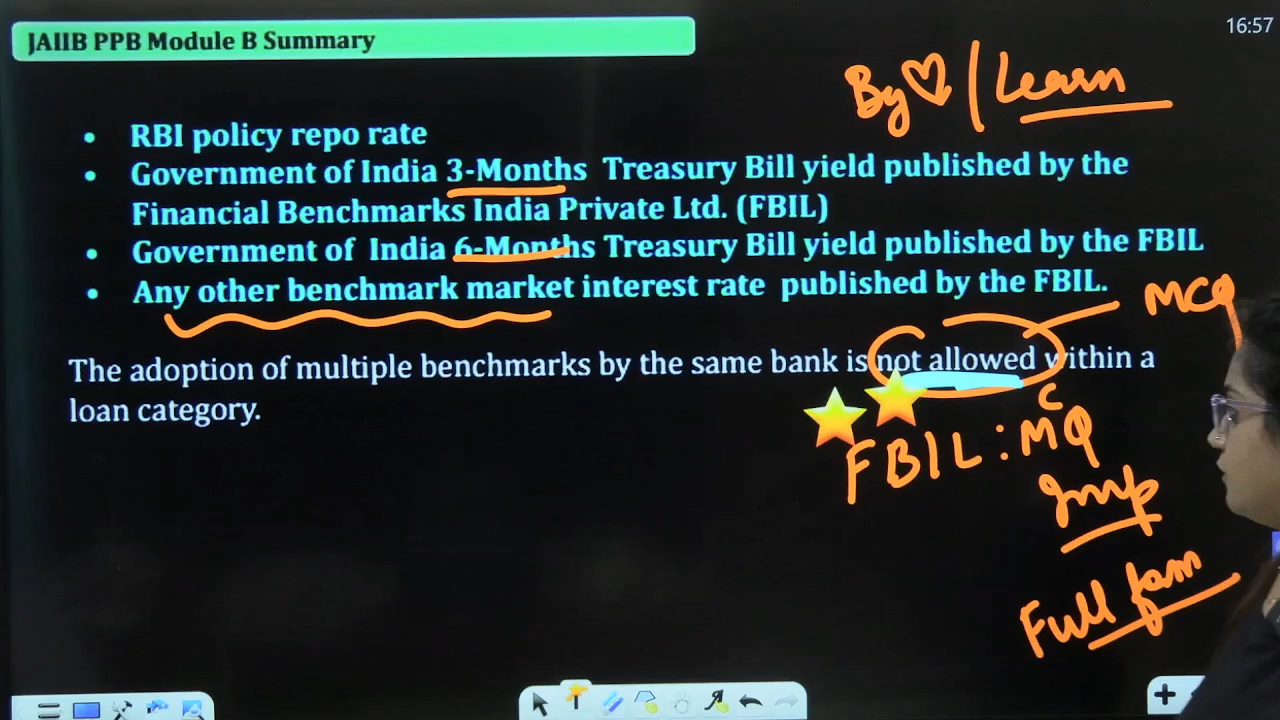 JAIIB PPB Module B Summary
16:57
By ♡ / Learn
• RBI policy repo rate
• Government of India 3-Months Treasury Bill yield published by the
Financial Benchmarks India Private Ltd. (FBIL)
• Government of India 6-Months Treasury Bill yield published by the FBIL
• Any other benchmark market interest rate published by the FBIL.
MCQ
The adoption of multiple benchmarks by the same bank is not allowed within a
loan category.
FBIL : MCQ
Imp
Full form